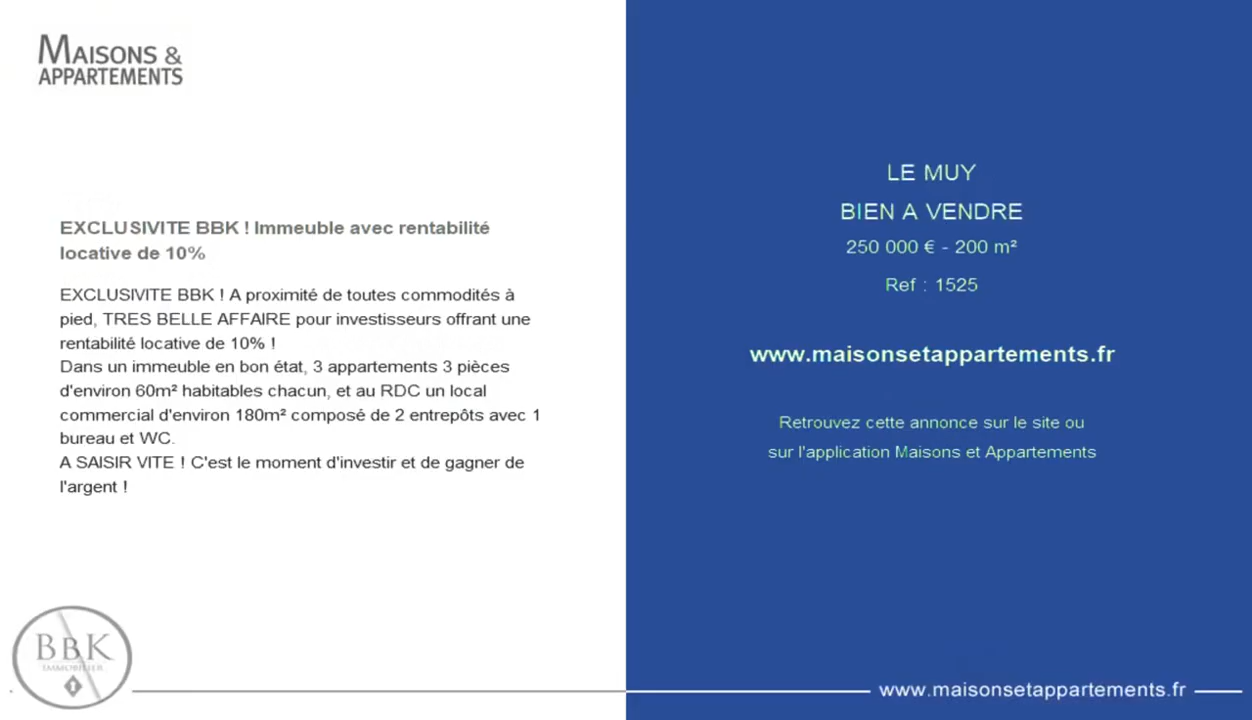 MAISONS &
APPARTEMENTS
EXCLUSIVITE BBK ! Immeuble avec rentabilité
locative de 10%
EXCLUSIVITE BBK ! A proximité de toutes commodités à
pied, TRES BELLE AFFAIRE pour investisseurs offrant une
rentabilité locative de 10% !
Dans un immeuble en bon état, 3 appartements 3 pièces
d'environ 60m² habitables chacun, et au RDC un local
commercial d'environ 180m² composé de 2 entrepôts avec 1
bureau et WC.
A SAISIR VITE ! C'est le moment d'investir et de gagner de
l'argent !
BBK
IMMOBILIER
LE MUY
BIEN A VENDRE
250 000 € - 200 m²
Ref : 1525
www.maisonsetappartements.fr
Retrouvez cette annonce sur le site ou
sur l'application Maisons et Appartements
www.maisonsetappartements.fr